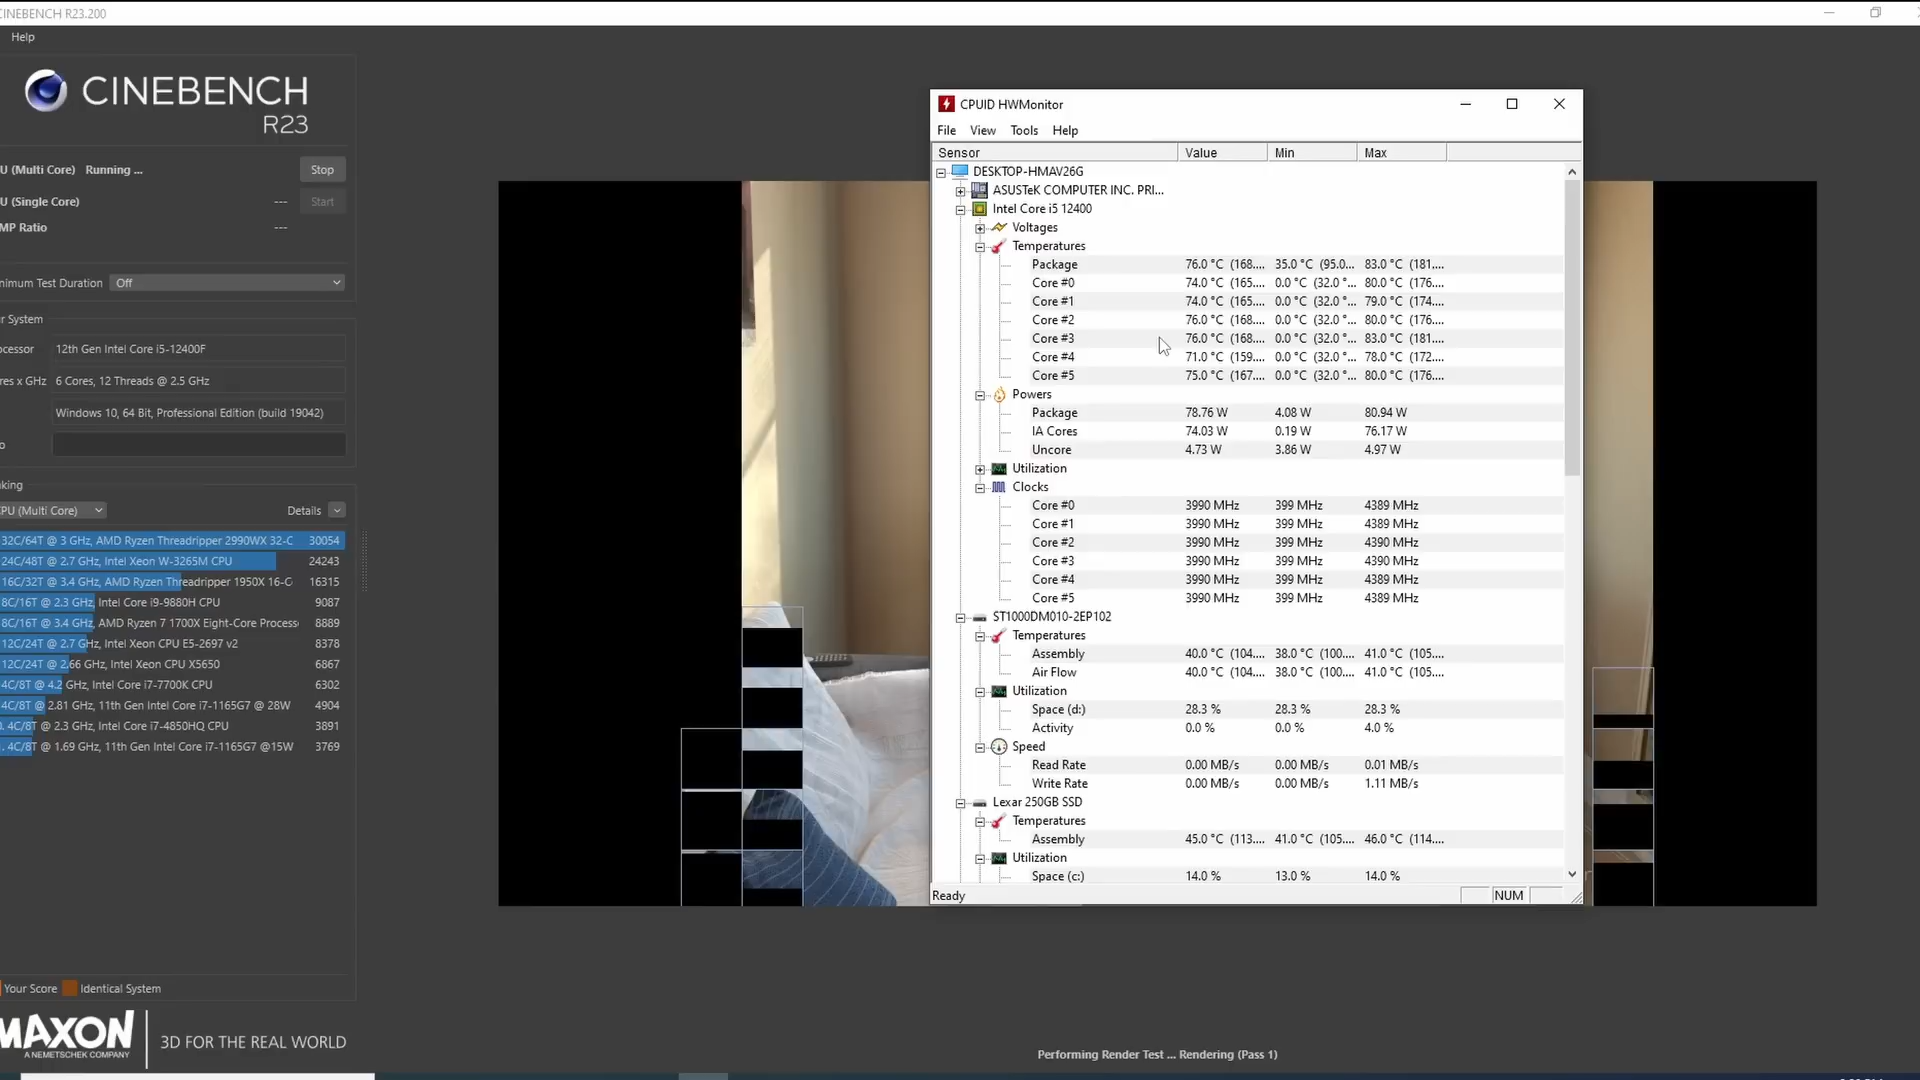 CINEBENCH R23.200
Help
CINEBENCH
R23
U (Multi Core) Running ... Stop
U (Single Core) --- Start
MP Ratio ---
nimum Test Duration Off
r System
ocessor 12th Gen Intel Core i5-12400F
res x GHz 6 Cores, 12 Threads @ 2.5 GHz
Windows 10, 64 Bit, Professional Edition (build 19042)
o
king
PU (Multi Core) Details
32C/64T @ 3 GHz, AMD Ryzen Threadripper 2990WX 32-C 30054
24C/48T @ 2.7 GHz, Intel Xeon W-3265M CPU 24243
16C/32T @ 3.4 GHz, AMD Ryzen Threadripper 1950X 16-C 16315
8C/16T @ 2.3 GHz, Intel Core i9-9880H CPU 9087
8C/16T @ 3.4 GHz, AMD Ryzen 7 1700X Eight-Core Processo 8889
12C/24T @ 2.7 GHz, Intel Xeon CPU E5-2697 v2 8378
12C/24T @ 2.66 GHz, Intel Xeon CPU X5650 6867
4C/8T @ 4.2 GHz, Intel Core i7-7700K CPU 6302
4C/8T @ 2.81 GHz, 11th Gen Intel Core i7-1165G7 @ 28W 4904
. 4C/8T @ 2.3 GHz, Intel Core i7-4850HQ CPU 3891
. 4C/8T @ 1.69 GHz, 11th Gen Intel Core i7-1165G7 @15W 3769
Your Score Identical System
MAXON
A NEMETSCHEK COMPANY
3D FOR THE REAL WORLD
CPUID HWMonitor
File View Tools Help
Sensor Value Min Max
DESKTOP-HMAV26G
ASUSTeK COMPUTER INC. PRI...
Intel Core i5 12400
Voltages
Temperatures
Package 76.0 °C (168.... 35.0 °C (95.0... 83.0 °C (181....
Core #0 74.0 °C (165.... 0.0 °C (32.0 °... 80.0 °C (176....
Core #1 74.0 °C (165.... 0.0 °C (32.0 °... 79.0 °C (174....
Core #2 76.0 °C (168.... 0.0 °C (32.0 °... 80.0 °C (176....
Core #3 76.0 °C (168.... 0.0 °C (32.0 °... 83.0 °C (181....
Core #4 71.0 °C (159.... 0.0 °C (32.0 °... 78.0 °C (172....
Core #5 75.0 °C (167.... 0.0 °C (32.0 °... 80.0 °C (176....
Powers
Package 78.76 W 4.08 W 80.94 W
IA Cores 74.03 W 0.19 W 76.17 W
Uncore 4.73 W 3.86 W 4.97 W
Utilization
Clocks
Core #0 3990 MHz 399 MHz 4389 MHz
Core #1 3990 MHz 399 MHz 4389 MHz
Core #2 3990 MHz 399 MHz 4390 MHz
Core #3 3990 MHz 399 MHz 4390 MHz
Core #4 3990 MHz 399 MHz 4389 MHz
Core #5 3990 MHz 399 MHz 4389 MHz
ST1000DM010-2EP102
Temperatures
Assembly 40.0 °C (104.... 38.0 °C (100.... 41.0 °C (105....
Air Flow 40.0 °C (104.... 38.0 °C (100.... 41.0 °C (105....
Utilization
Space (d:) 28.3 % 28.3 % 28.3 %
Activity 0.0 % 0.0 % 4.0 %
Speed
Read Rate 0.00 MB/s 0.00 MB/s 0.01 MB/s
Write Rate 0.00 MB/s 0.00 MB/s 1.11 MB/s
Lexar 250GB SSD
Temperatures
Assembly 45.0 °C (113.... 41.0 °C (105.... 46.0 °C (114....
Utilization
Space (c:) 14.0 % 13.0 % 14.0 %
Ready NUM
Performing Render Test ... Rendering (Pass 1)